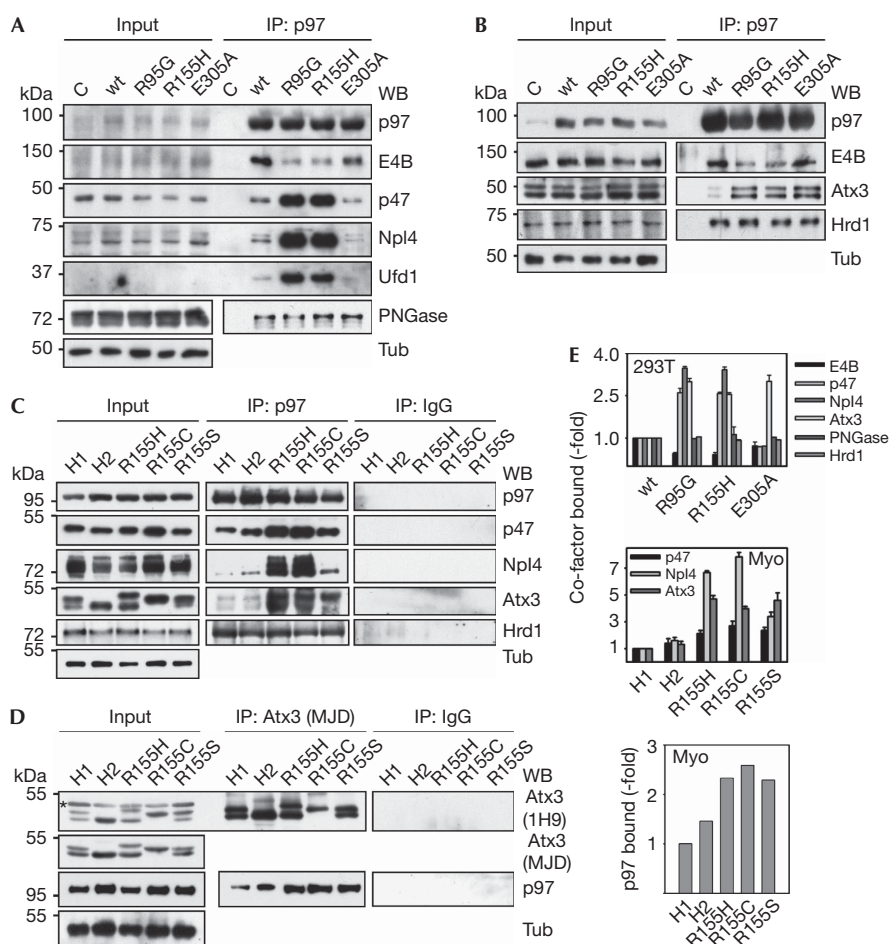 A
Input
IP: p97
C wt R95G R155H E305A C wt R95G R155H E305A
kDa
WB
100 p97
150 E4B
50 p47
75 Npl4
37 Ufd1
72 PNGase
50 Tub
B
Input
IP: p97
C wt R95G R155H E305A C wt R95G R155H E305A
kDa
WB
100 p97
150 E4B
50 Atx3
75 Hrd1
50 Tub
C
Input
IP: p97
IP: IgG
H1 H2 R155H R155C R155S H1 H2 R155H R155C R155S H1 H2 R155H R155C R155S
kDa
WB
95 p97
55 p47
72 Npl4
55 Atx3
72 Hrd1
55 Tub
D
Input
IP: Atx3 (MJD)
IP: IgG
H1 H2 R155H R155C R155S H1 H2 R155H R155C R155S H1 H2 R155H R155C R155S
kDa
WB
55 * Atx3
(1H9)
55 Atx3
(MJD)
95 p97
55 Tub
E
Co-factor bound (-fold)
4.0
2.5
1.0
293T
E4B
p47
Npl4
Atx3
PNGase
Hrd1
wt R95G R155H E305A
7
5
3
1
p47
Npl4
Atx3
Myo
H1 H2 R155H R155C R155S
p97 bound (-fold)
3
2
1
Myo
H1 H2 R155H R155C R155S